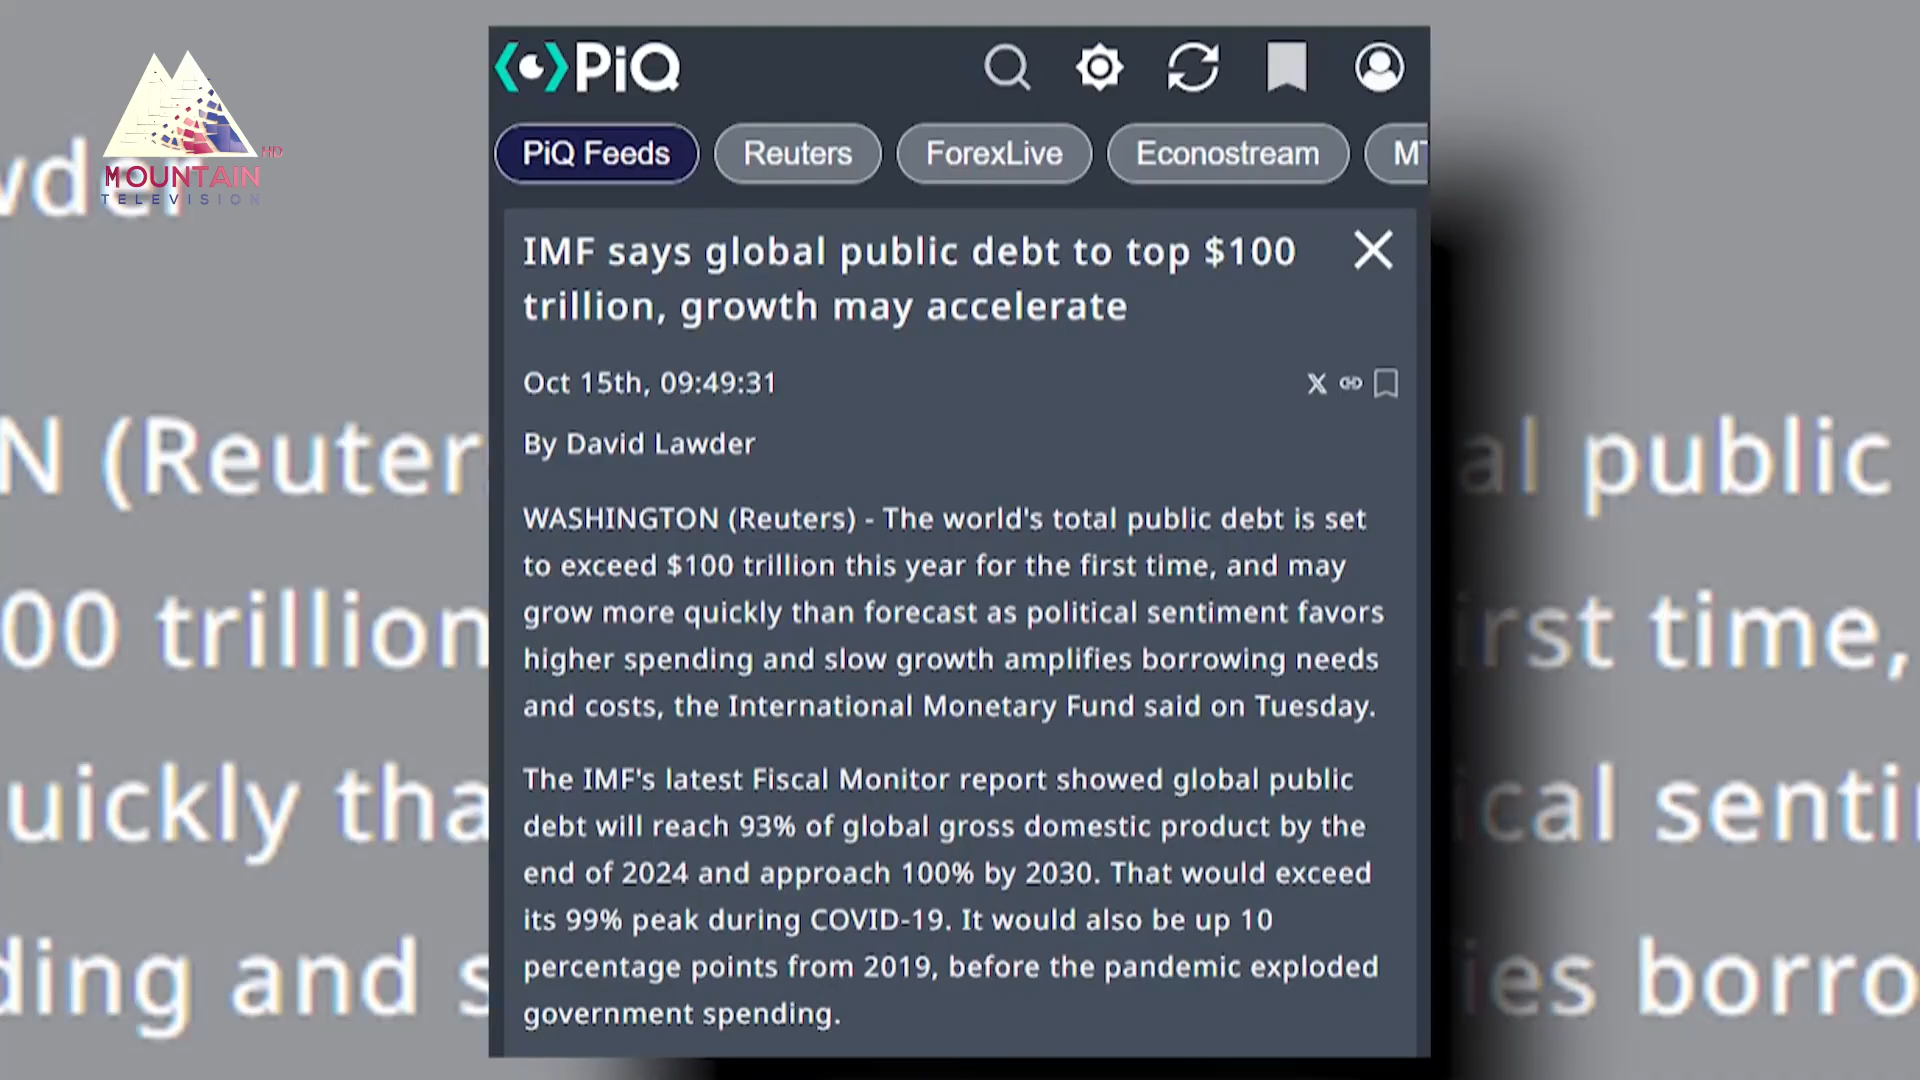 MOUNTAIN HD
TELEVISION
PiQ
PiQ Feeds
Reuters
ForexLive
Econostream
IMF says global public debt to top $100
trillion, growth may accelerate
Oct 15th, 09:49:31
By David Lawder
WASHINGTON (Reuters) - The world's total public debt is set
to exceed $100 trillion this year for the first time, and may
grow more quickly than forecast as political sentiment favors
higher spending and slow growth amplifies borrowing needs
and costs, the International Monetary Fund said on Tuesday.
The IMF's latest Fiscal Monitor report showed global public
debt will reach 93% of global gross domestic product by the
end of 2024 and approach 100% by 2030. That would exceed
its 99% peak during COVID-19. It would also be up 10
percentage points from 2019, before the pandemic exploded
government spending.
(Reuter
public
00 trillion
time,
quickly tha
ding and s